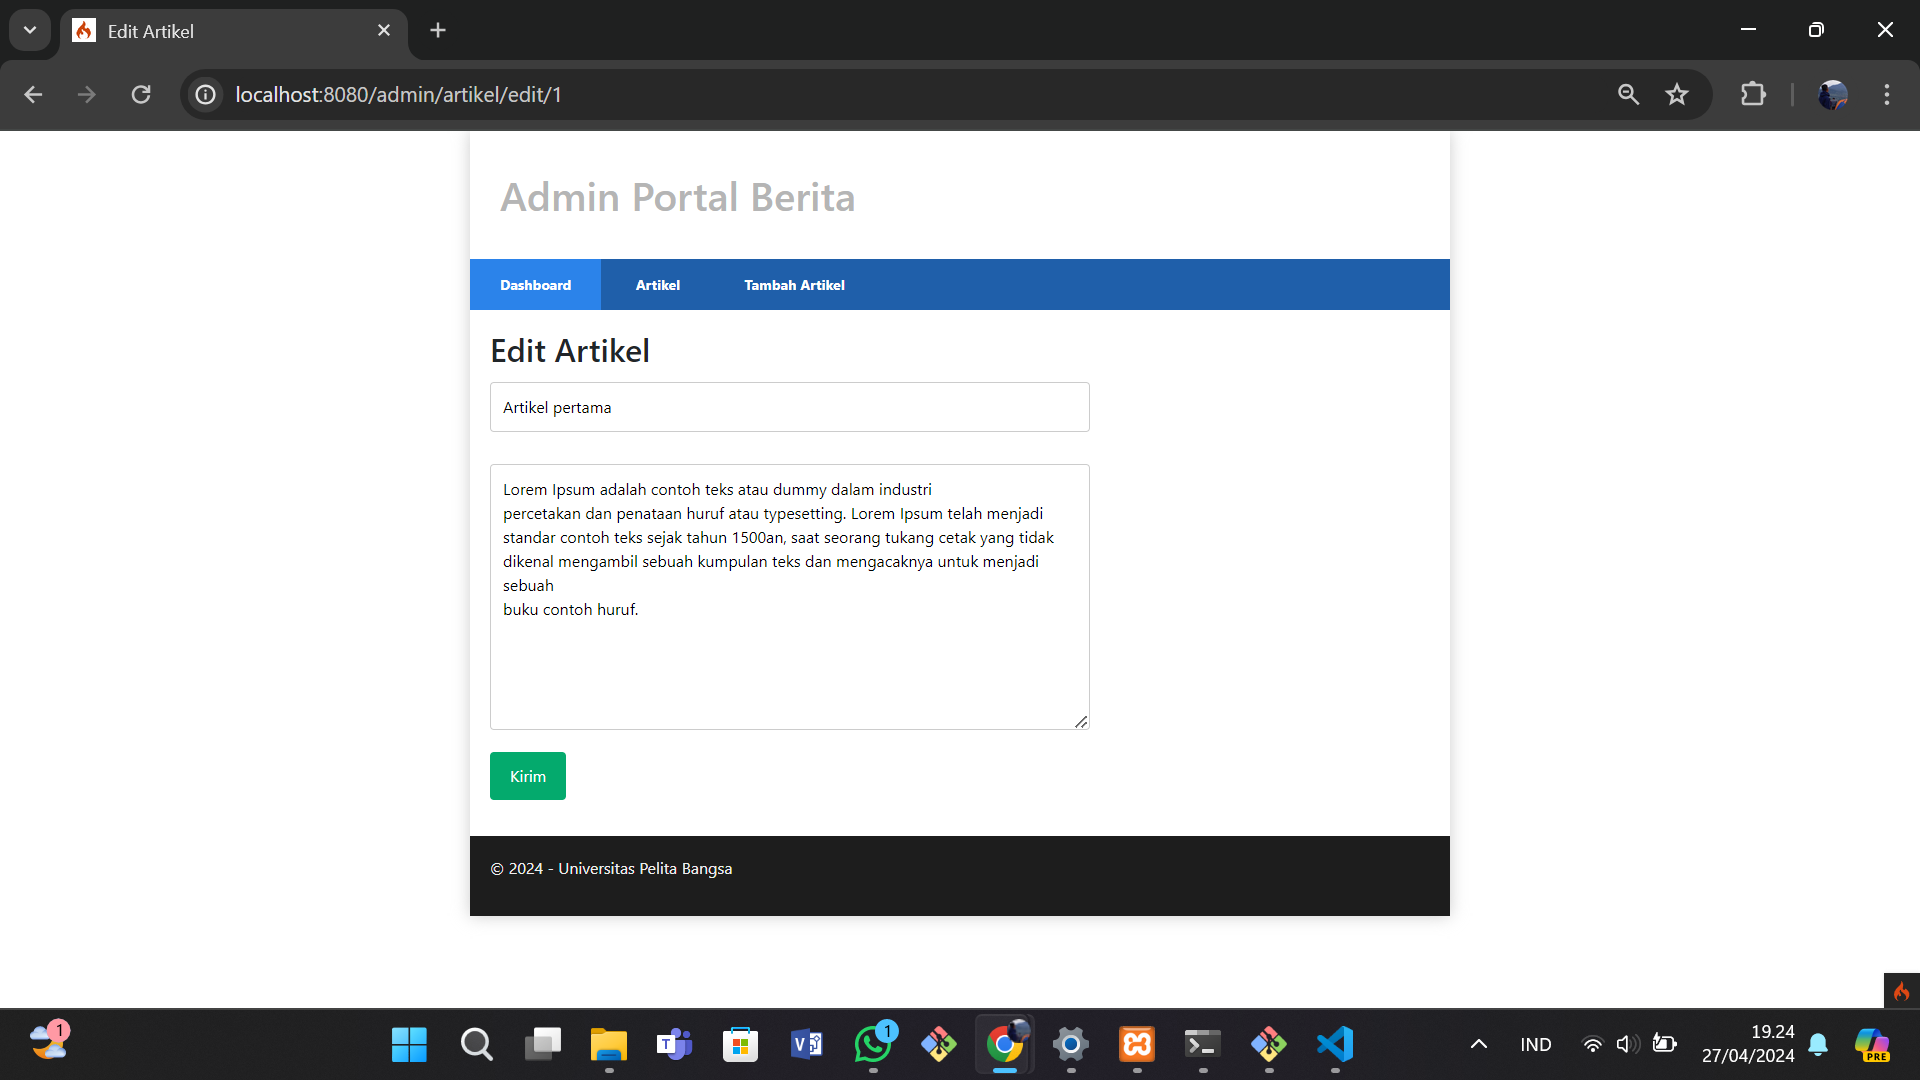 Edit Artikel
localhost:8080/admin/artikel/edit/1
Admin Portal Berita
Dashboard Artikel Tambah Artikel
Edit Artikel
Artikel pertama
Lorem Ipsum adalah contoh teks atau dummy dalam industri
percetakan dan penataan huruf atau typesetting. Lorem Ipsum telah menjadi
standar contoh teks sejak tahun 1500an, saat seorang tukang cetak yang tidak
dikenal mengambil sebuah kumpulan teks dan mengacaknya untuk menjadi
sebuah
buku contoh huruf.
Kirim
© 2024 - Universitas Pelita Bangsa
1
T
V
1
IND
19.24
27/04/2024
PRE